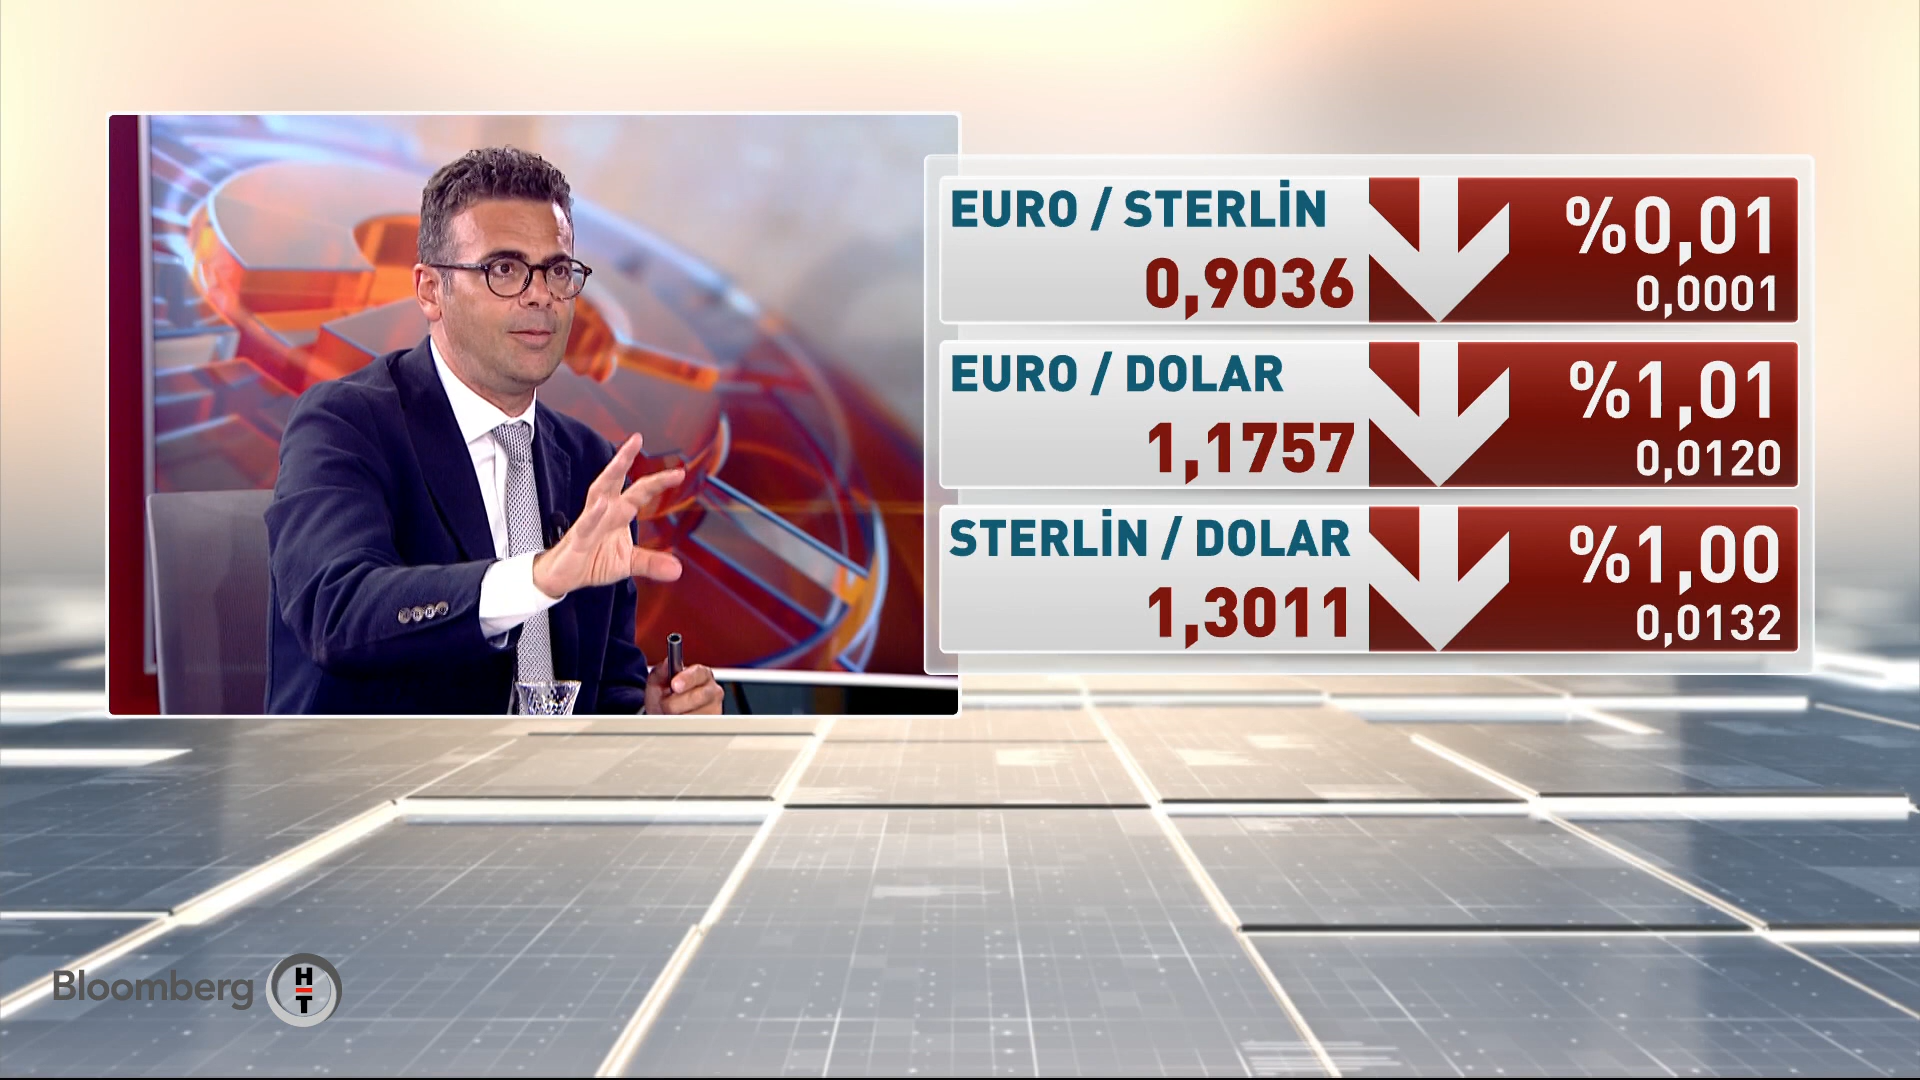 EURO / STERLİN
0,9036
%0,01
0,0001
EURO / DOLAR
1,1757
%1,01
0,0120
STERLİN / DOLAR
1,3011
%1,00
0,0132
Bloomberg HT